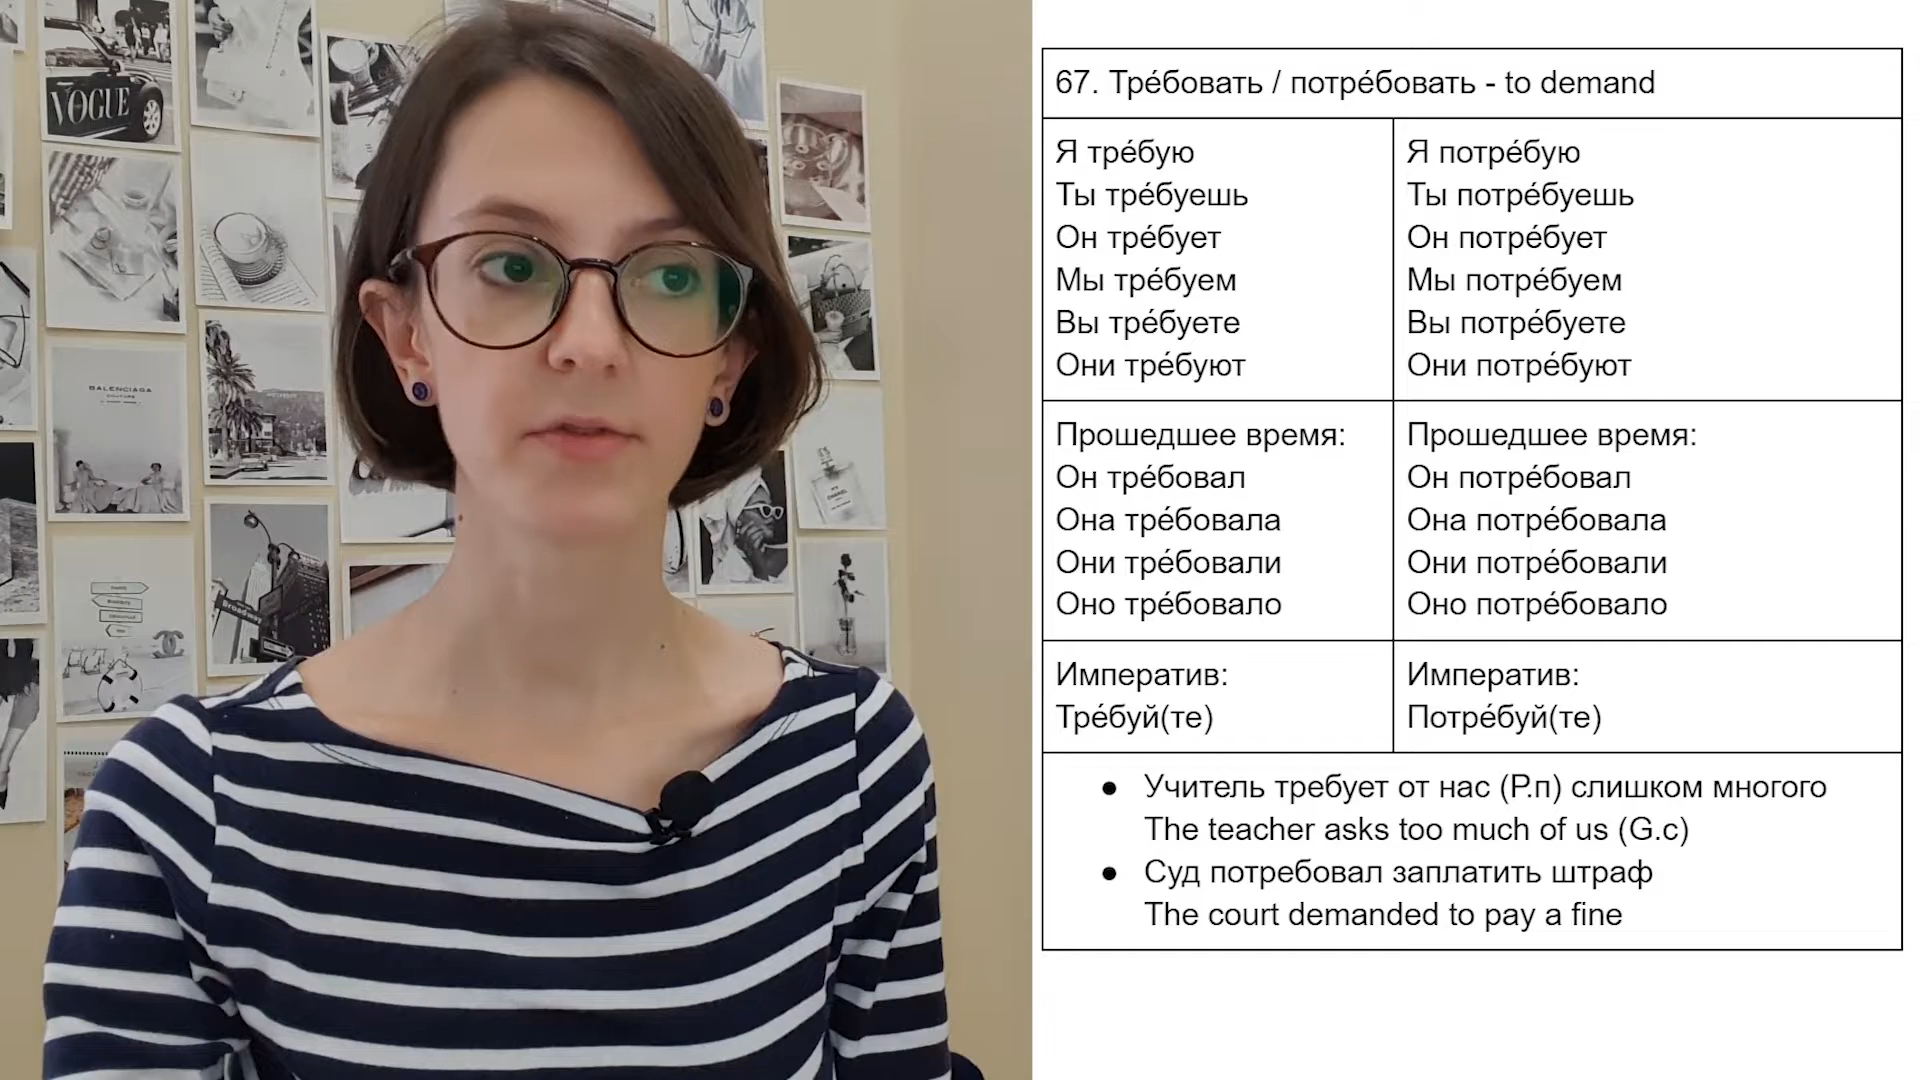 VOGUE
BALENCIAGA
COUTURE
Broadway
CHANEL
67. Тре́бовать / потре́бовать - to demand
Я тре́бую
Ты тре́буешь
Он тре́бует
Мы тре́буем
Вы тре́буете
Они тре́буют
Я потре́бую
Ты потре́буешь
Он потре́бует
Мы потре́буем
Вы потре́буете
Они потре́буют
Прошедшее время:
Он тре́бовал
Она тре́бовала
Они тре́бовали
Оно тре́бовало
Прошедшее время:
Он потре́бовал
Она потре́бовала
Они потре́бовали
Оно потре́бовало
Императив:
Тре́буй(те)
Императив:
Потре́буй(те)
● Учитель требует от нас (Р.п) слишком многого
The teacher asks too much of us (G.c)
● Суд потребовал заплатить штраф
The court demanded to pay a fine